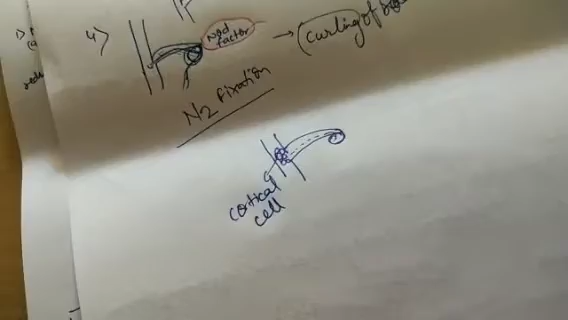 4)
Nod
factor
→ curling of
N2 fixation
cortical
cell